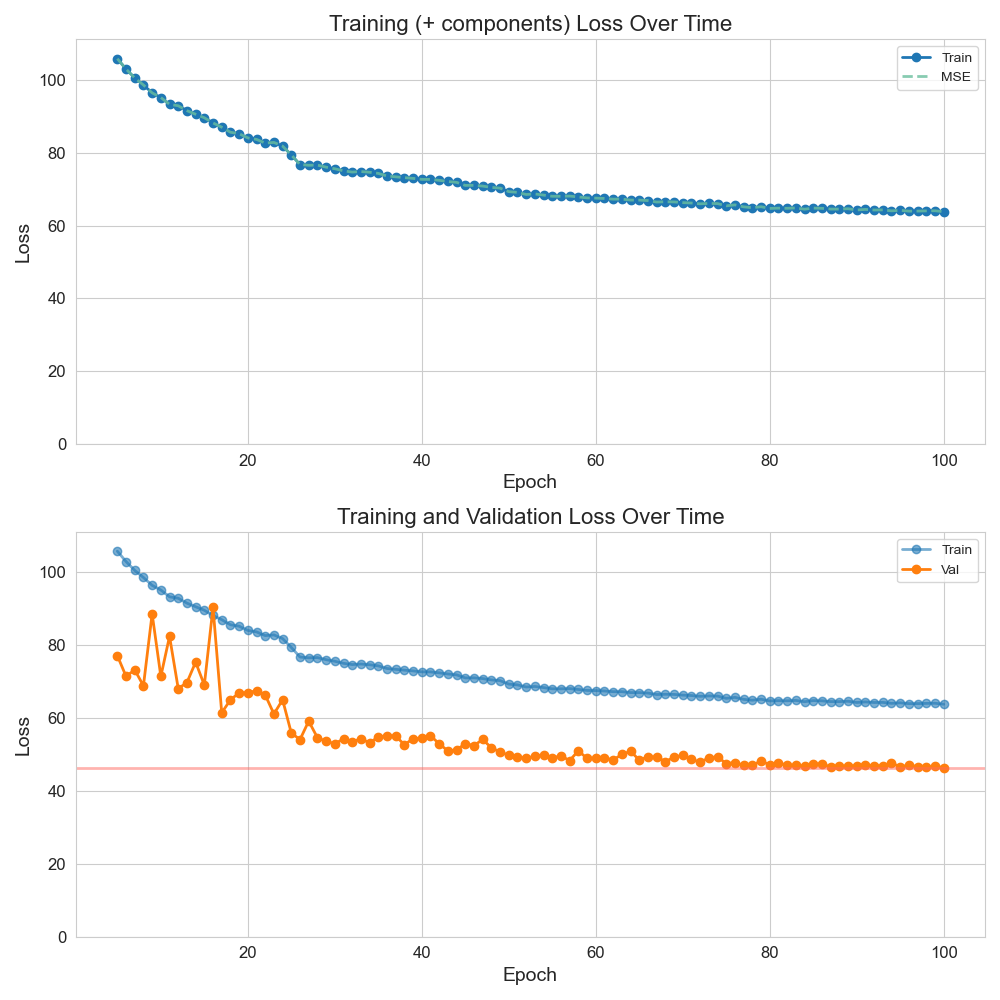 Training (+ components) Loss Over Time
Train
MSE
100
80
60
40
20
0
Loss
20 40 60 80 100
Epoch
Training and Validation Loss Over Time
Train
Val
100
80
60
40
20
0
Loss
20 40 60 80 100
Epoch